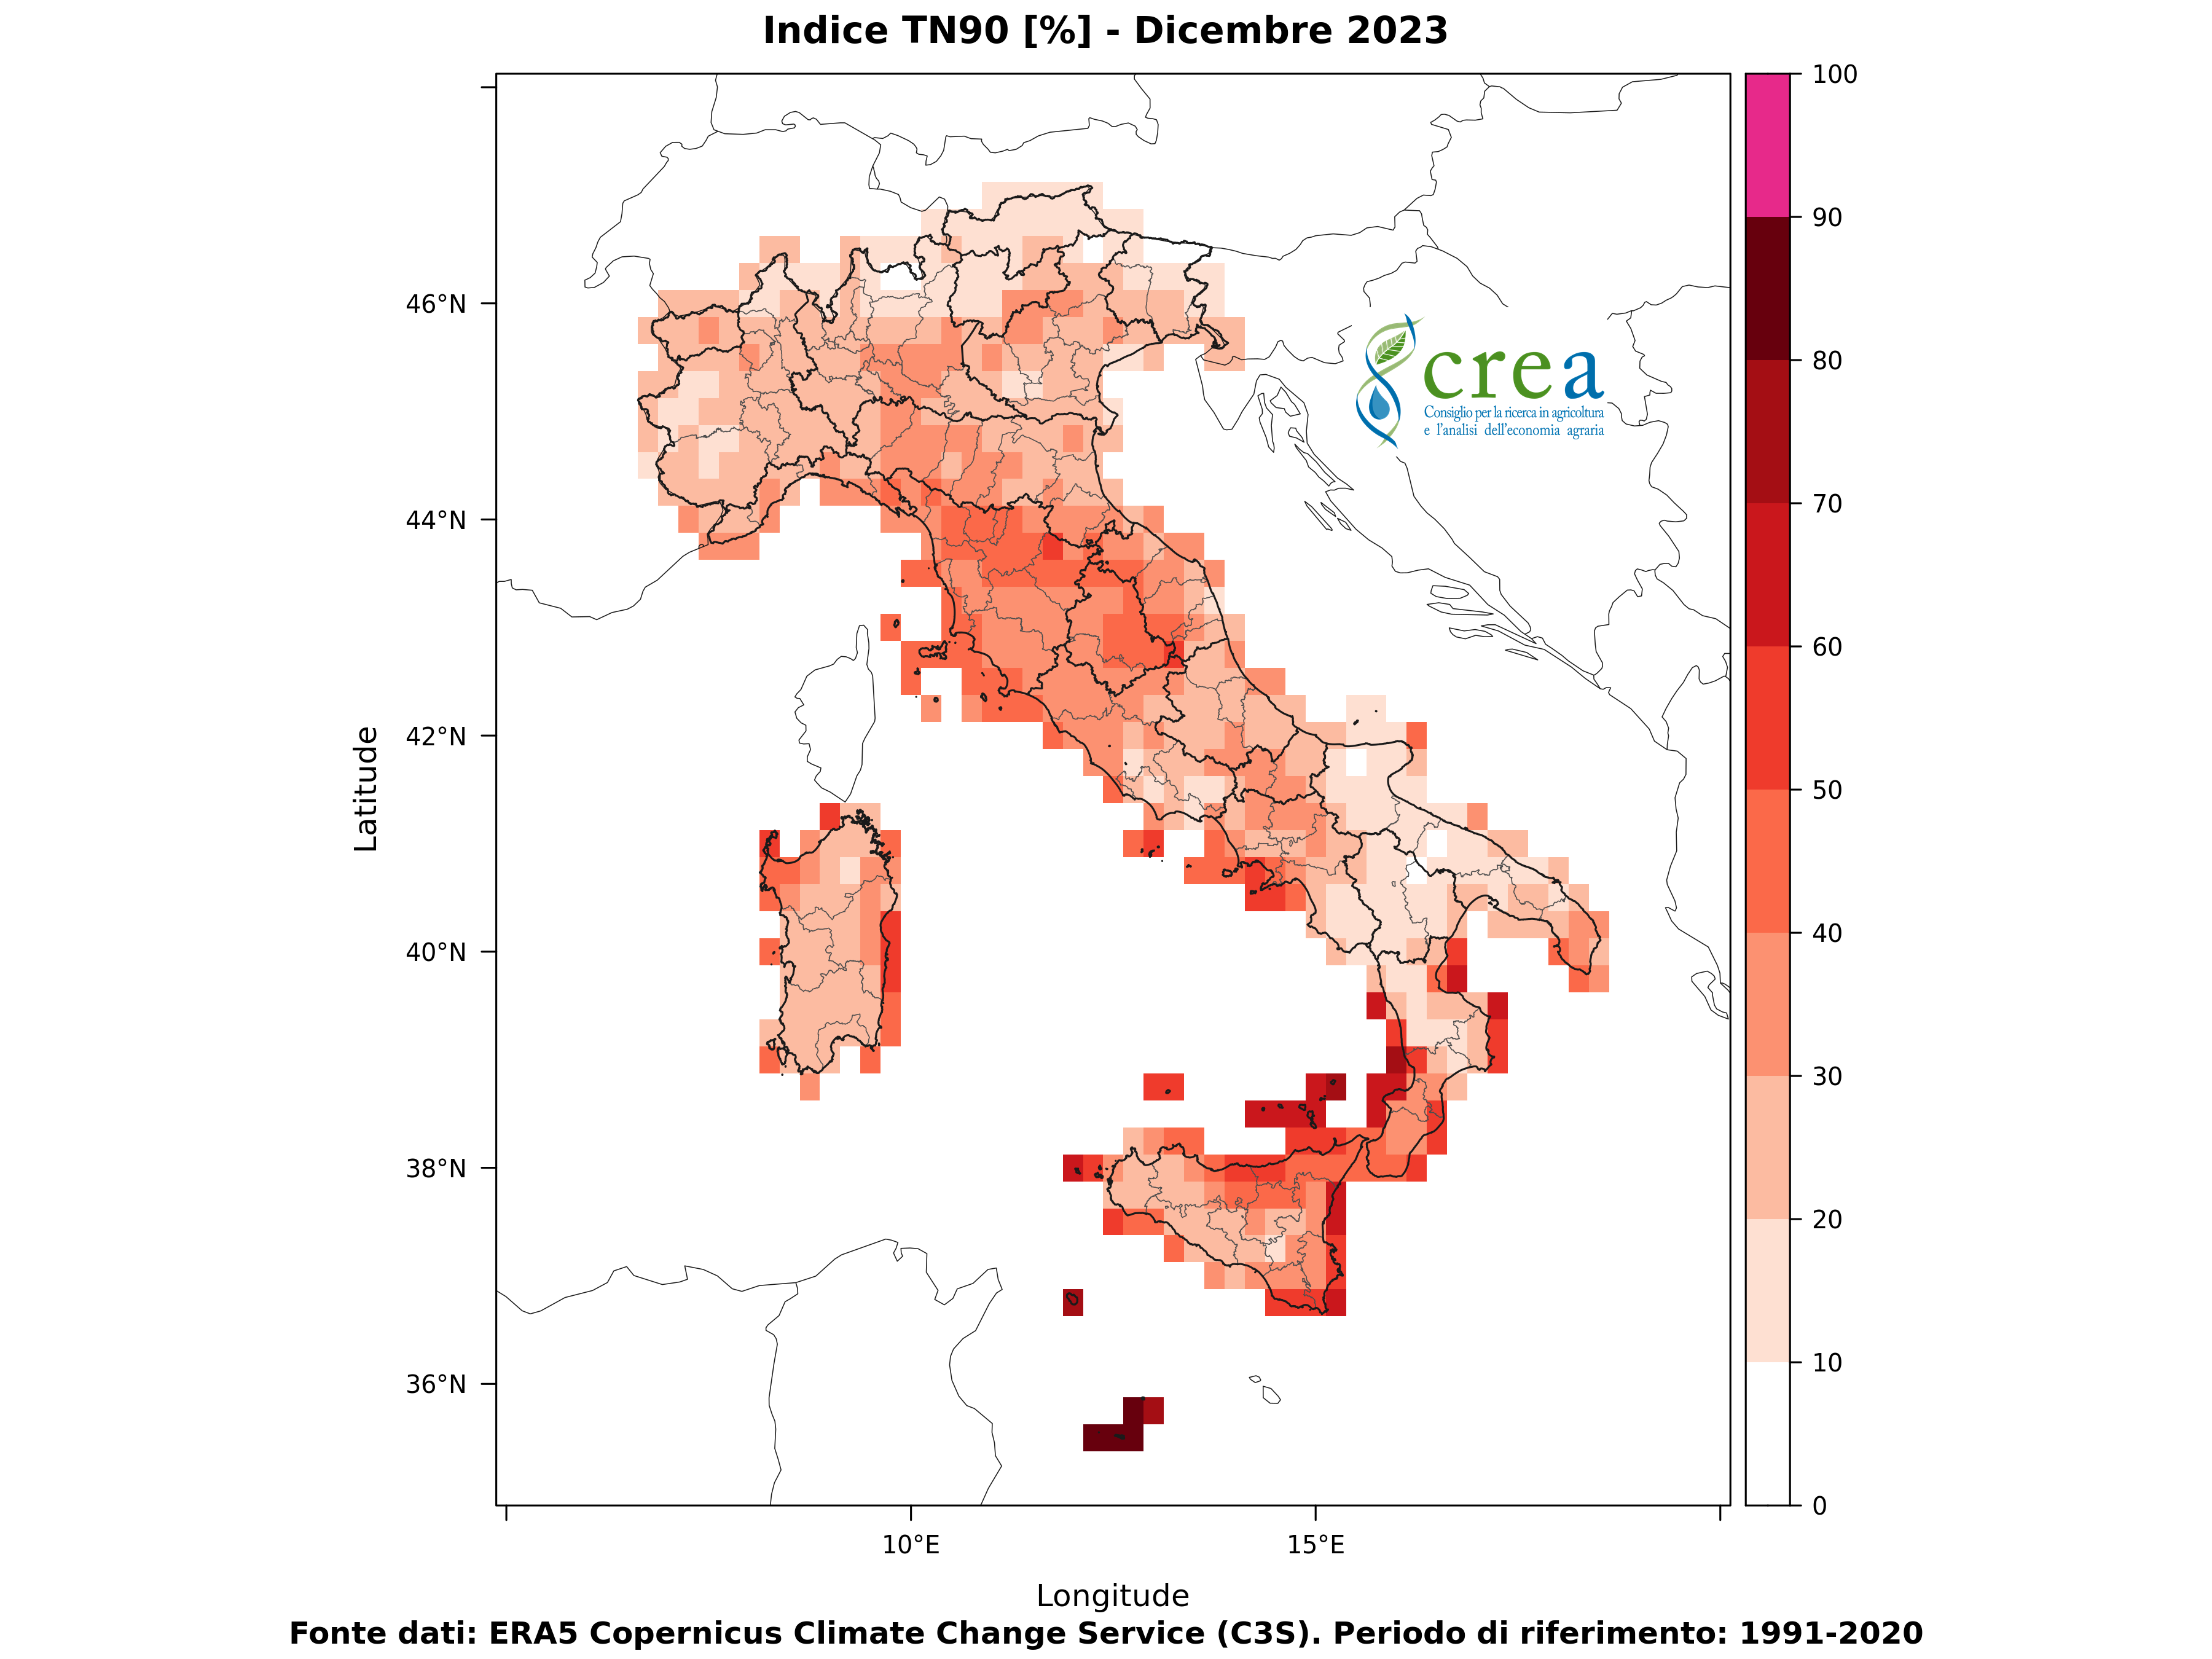 Indice TN90 [%] - Dicembre 2023
100
90
80
70
60
50
40
30
20
10
0
46°N
44°N
42°N
40°N
38°N
36°N
Latitude
crea
Consiglio per la ricerca in agricoltura
e l'analisi dell'economia agraria
10°E
15°E
Longitude
Fonte dati: ERA5 Copernicus Climate Change Service (C3S). Periodo di riferimento: 1991-2020